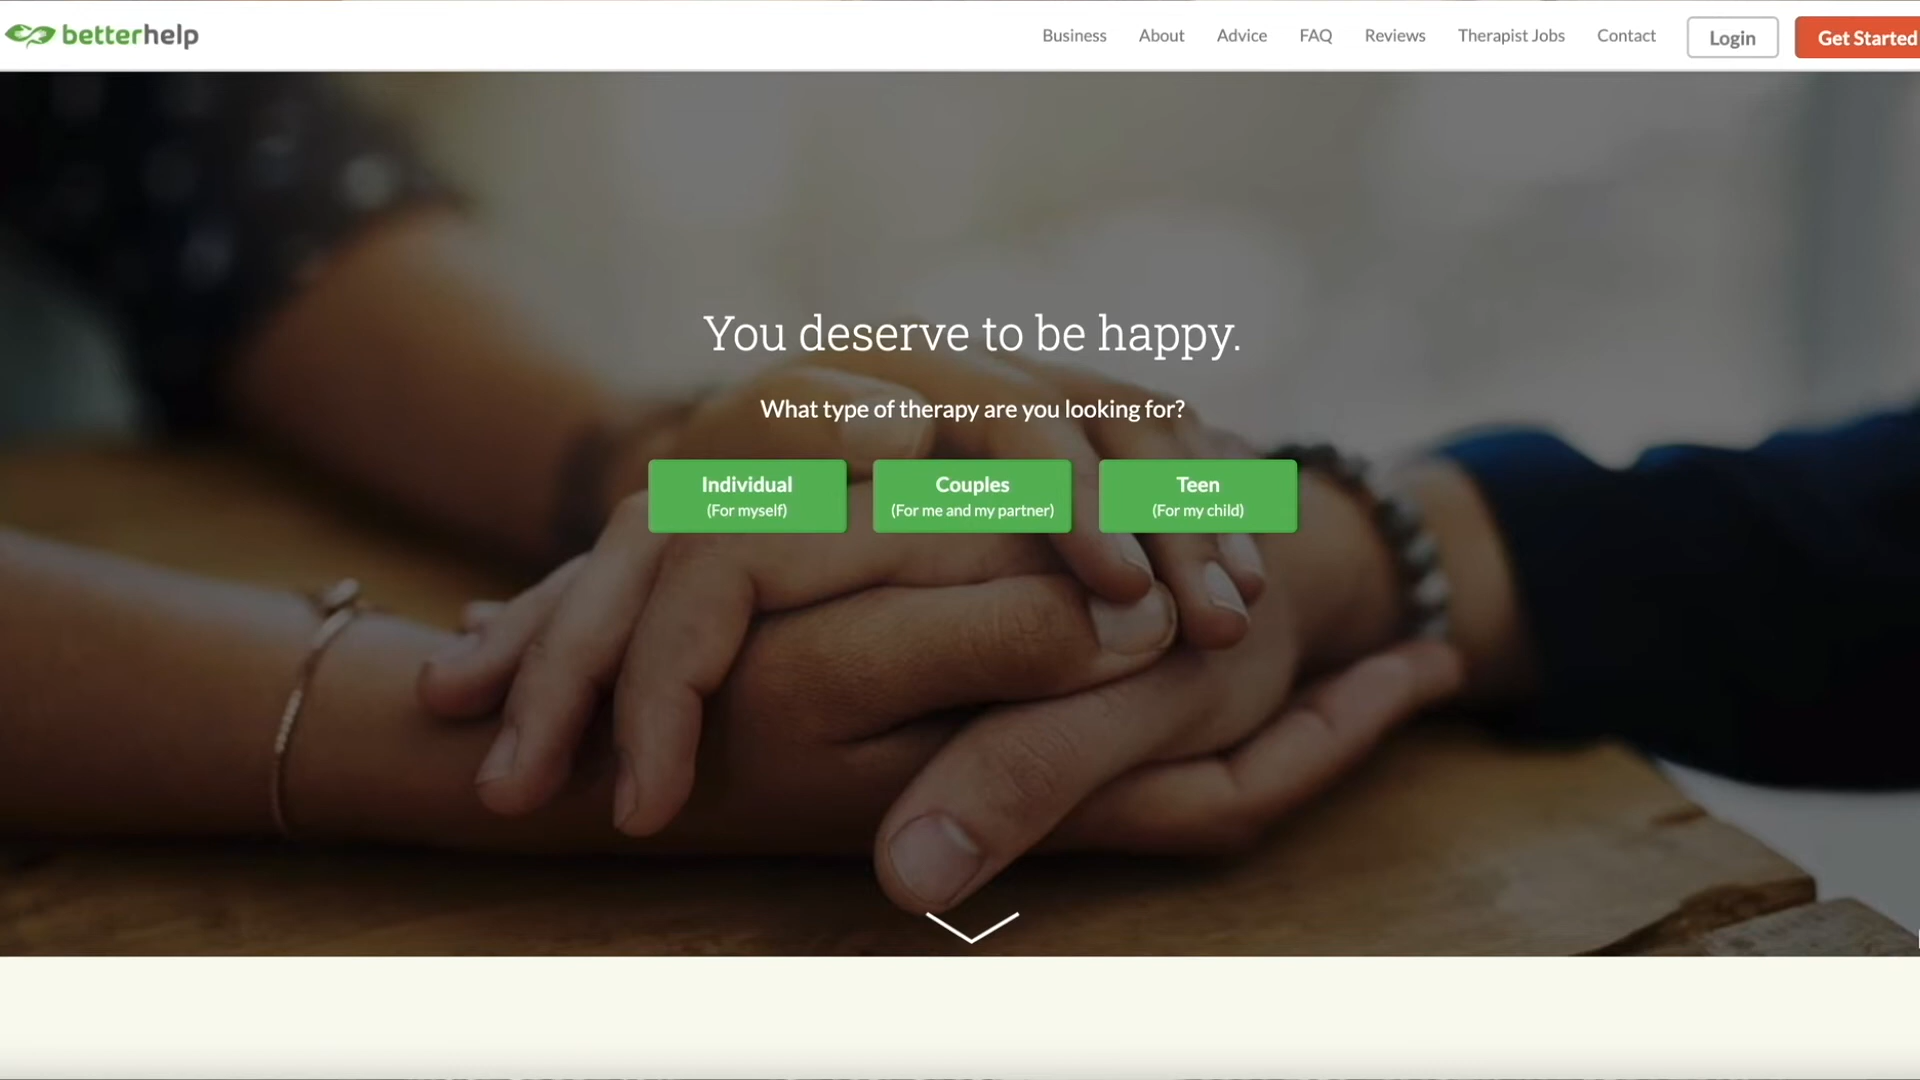 betterhelp
Business About Advice FAQ Reviews Therapist Jobs Contact Login Get Started
You deserve to be happy.
What type of therapy are you looking for?
Individual Couples Teen
(For myself) (For me and my partner) (For my child)